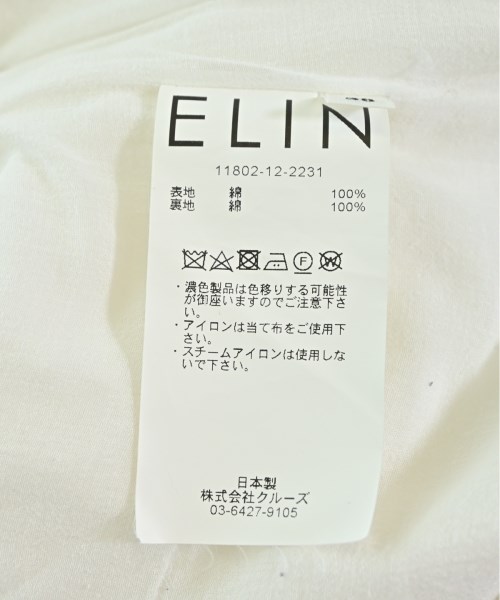 ELIN
11802-12-2231
表地 綿 100%
裏地 綿 100%
・濃色製品は色移りする可能性
が御座いますのでご注意下さ
い。
・アイロンは当て布をご使用下
さい。
・スチームアイロンは使用しな
いで下さい。
日本製
株式会社クルーズ
03-6427-9105